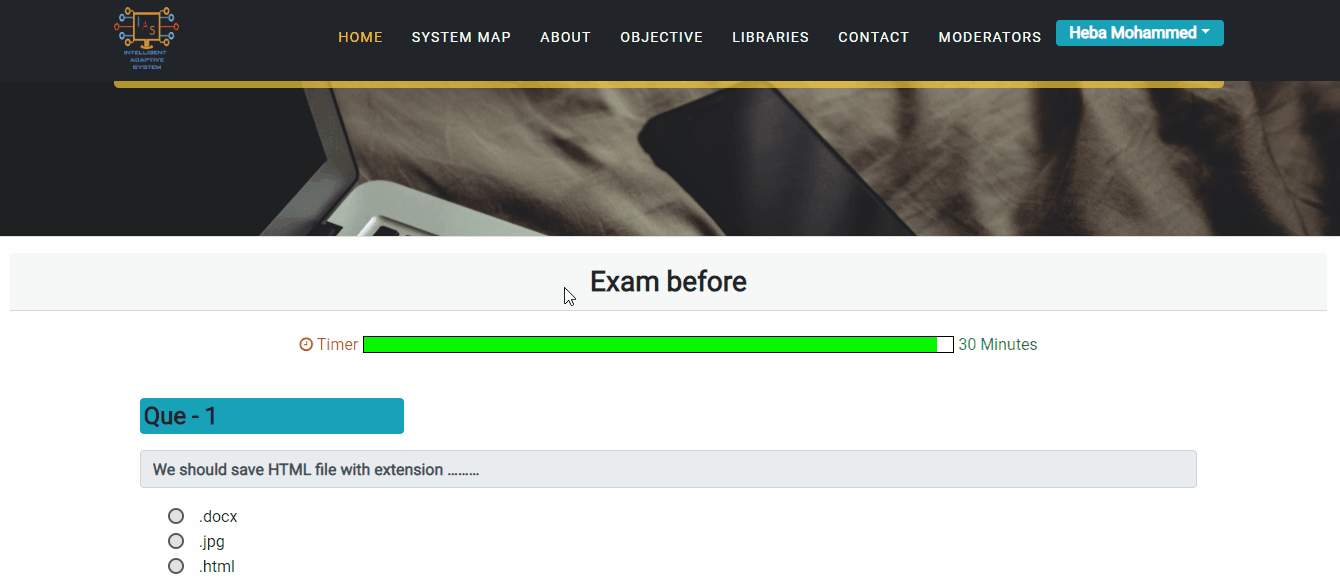 IAS
INTELLIGENT
ADAPTIVE
SYSTEM
HOME SYSTEM MAP ABOUT OBJECTIVE LIBRARIES CONTACT MODERATORS Heba Mohammed
Exam before
Timer 30 Minutes
Que - 1
We should save HTML file with extension .........
.docx
.jpg
.html